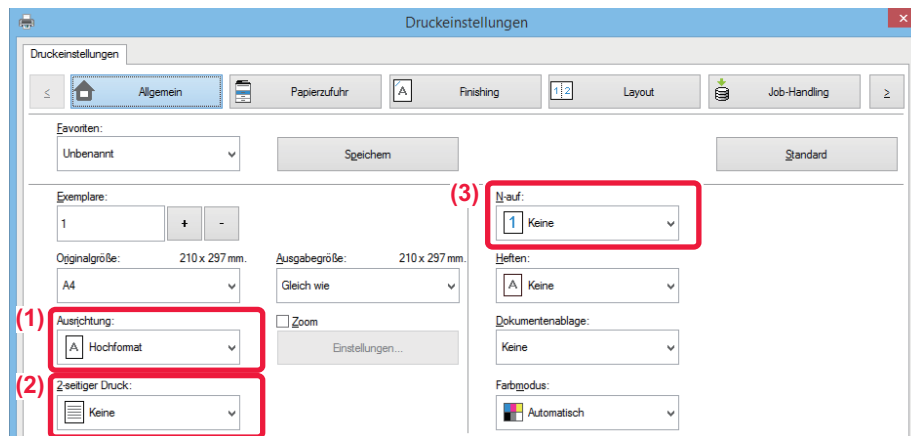 Druckeinstellungen
Druckeinstellungen
< Allgemein Papierzufuhr Finishing Layout Job-Handling >
Favoriten:
Unbenannt Speichern Standard
Exemplare:
1 + -
(3) N-auf:
1 Keine
Originalgröße: 210 x 297 mm. Ausgabegröße: 210 x 297 mm.
A4 Gleich wie
Heften:
Keine
(1) Ausrichtung:
Hochformat
Zoom
Einstellungen...
Dokumentenablage:
Keine
(2) 2-seitiger Druck:
Keine
Farbmodus:
Automatisch